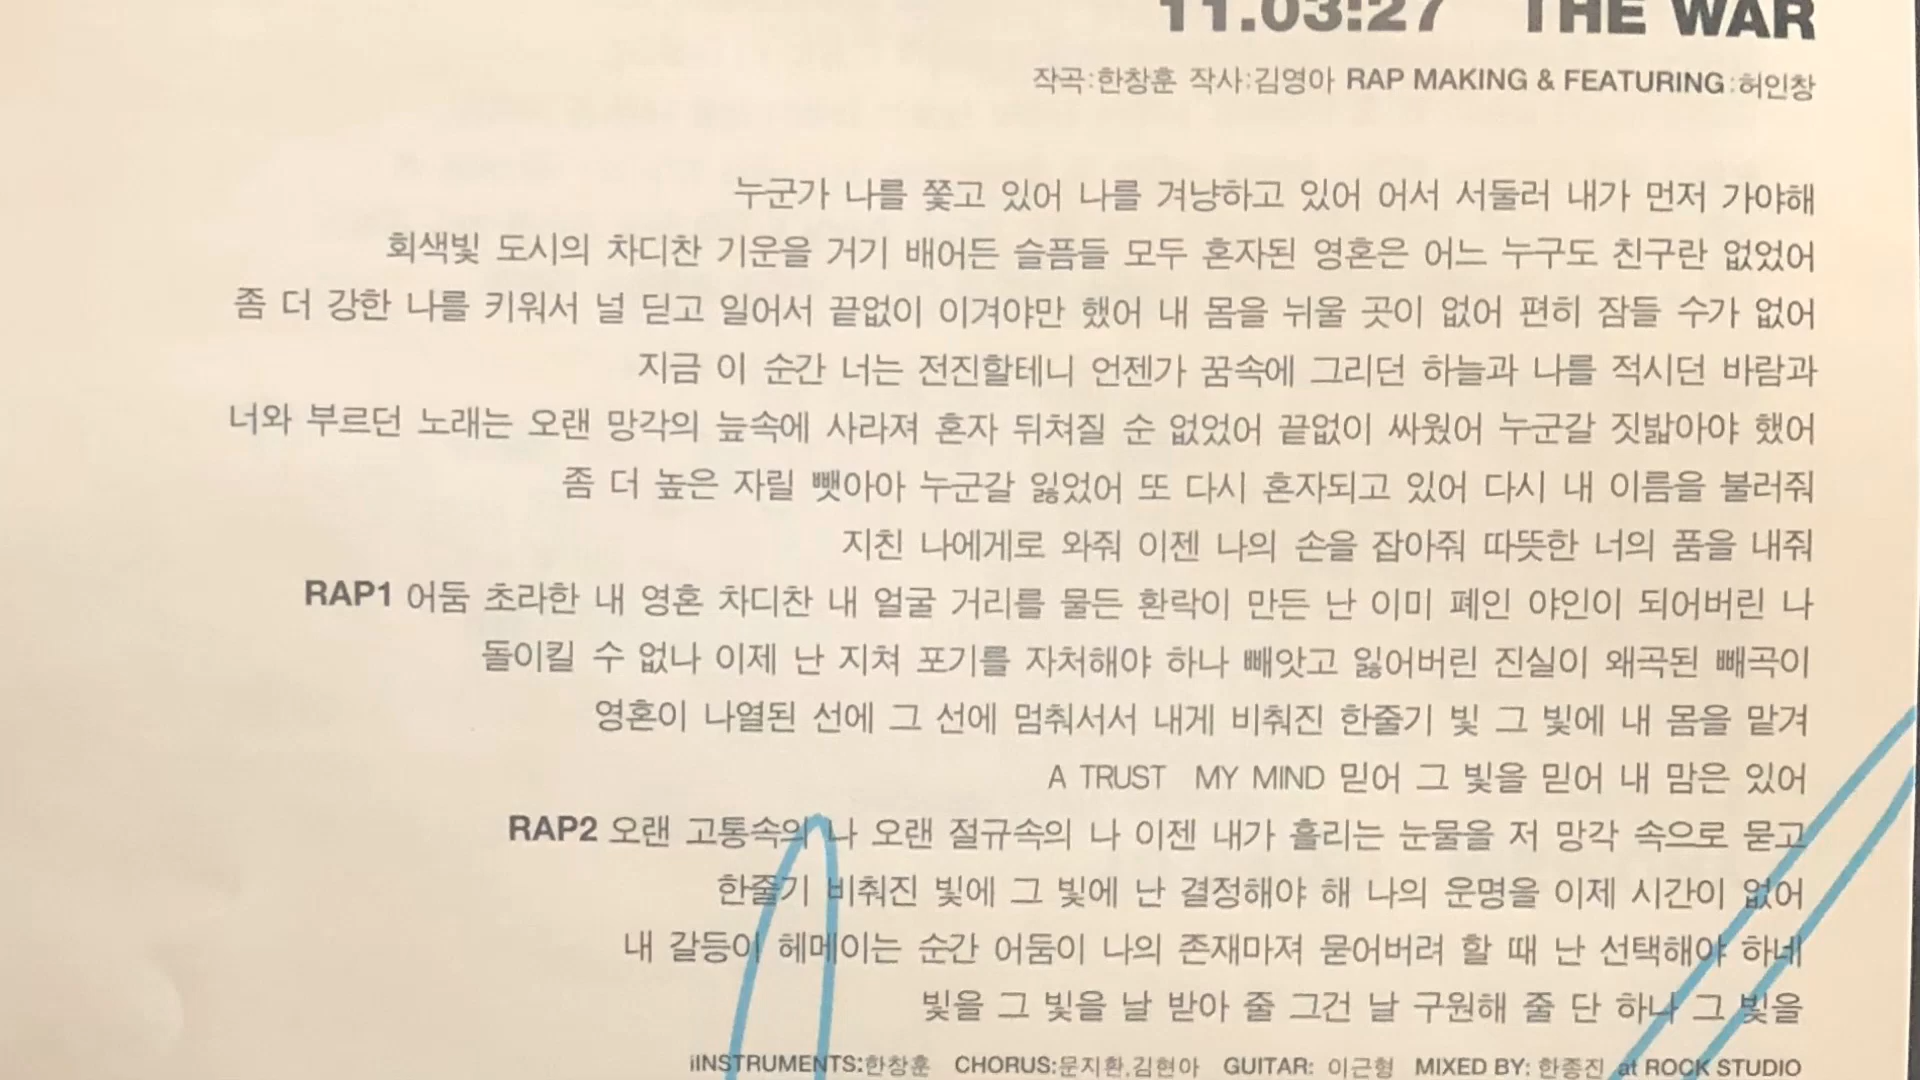 11.03:27 THE WAR
작곡:한창훈 작사:김영아 RAP MAKING & FEATURING:허인창
누군가 나를 쫓고 있어 나를 겨냥하고 있어 어서 서둘러 내가 먼저 가야해
회색빛 도시의 차디찬 기운을 거기 배어든 슬픔들 모두 혼자된 영혼은 어느 누구도 친구란 없었어
좀 더 강한 나를 키워서 널 딛고 일어서 끝없이 이겨야만 했어 내 몸을 뉘울 곳이 없어 편히 잠들 수가 없어
지금 이 순간 너는 전진할테니 언젠가 꿈속에 그리던 하늘과 나를 적시던 바람과
너와 부르던 노래는 오랜 망각의 늪속에 사라져 혼자 뒤쳐질 순 없었어 끝없이 싸웠어 누군갈 짓밟아야 했어
좀 더 높은 자릴 뺏아아 누군갈 잃었어 또 다시 혼자되고 있어 다시 내 이름을 불러줘
지친 나에게로 와줘 이젠 나의 손을 잡아줘 따뜻한 너의 품을 내줘
RAP1 어둠 초라한 내 영혼 차디찬 내 얼굴 거리를 물든 환락이 만든 난 이미 폐인 야인이 되어버린 나
돌이킬 수 없나 이제 난 지쳐 포기를 자처해야 하나 빼앗고 잃어버린 진실이 왜곡된 빼곡이
영혼이 나열된 선에 그 선에 멈춰서서 내게 비춰진 한줄기 빛 그 빛에 내 몸을 맡겨
A TRUST MY MIND 믿어 그 빛을 믿어 내 맘은 있어
RAP2 오랜 고통속의 나 오랜 절규속의 나 이젠 내가 흘리는 눈물을 저 망각 속으로 묻고
한줄기 비춰진 빛에 그 빛에 난 결정해야 해 나의 운명을 이제 시간이 없어
내 갈등이 헤메이는 순간 어둠이 나의 존재마져 묻어버려 할 때 난 선택해야 하네
빛을 그 빛을 날 받아 줄 그건 날 구원해 줄 단 하나 그 빛을
iINSTRUMENTS:한창훈 CHORUS:문지환,김현아 GUITAR: 이근형 MIXED BY: 한종진 at ROCK STUDIO